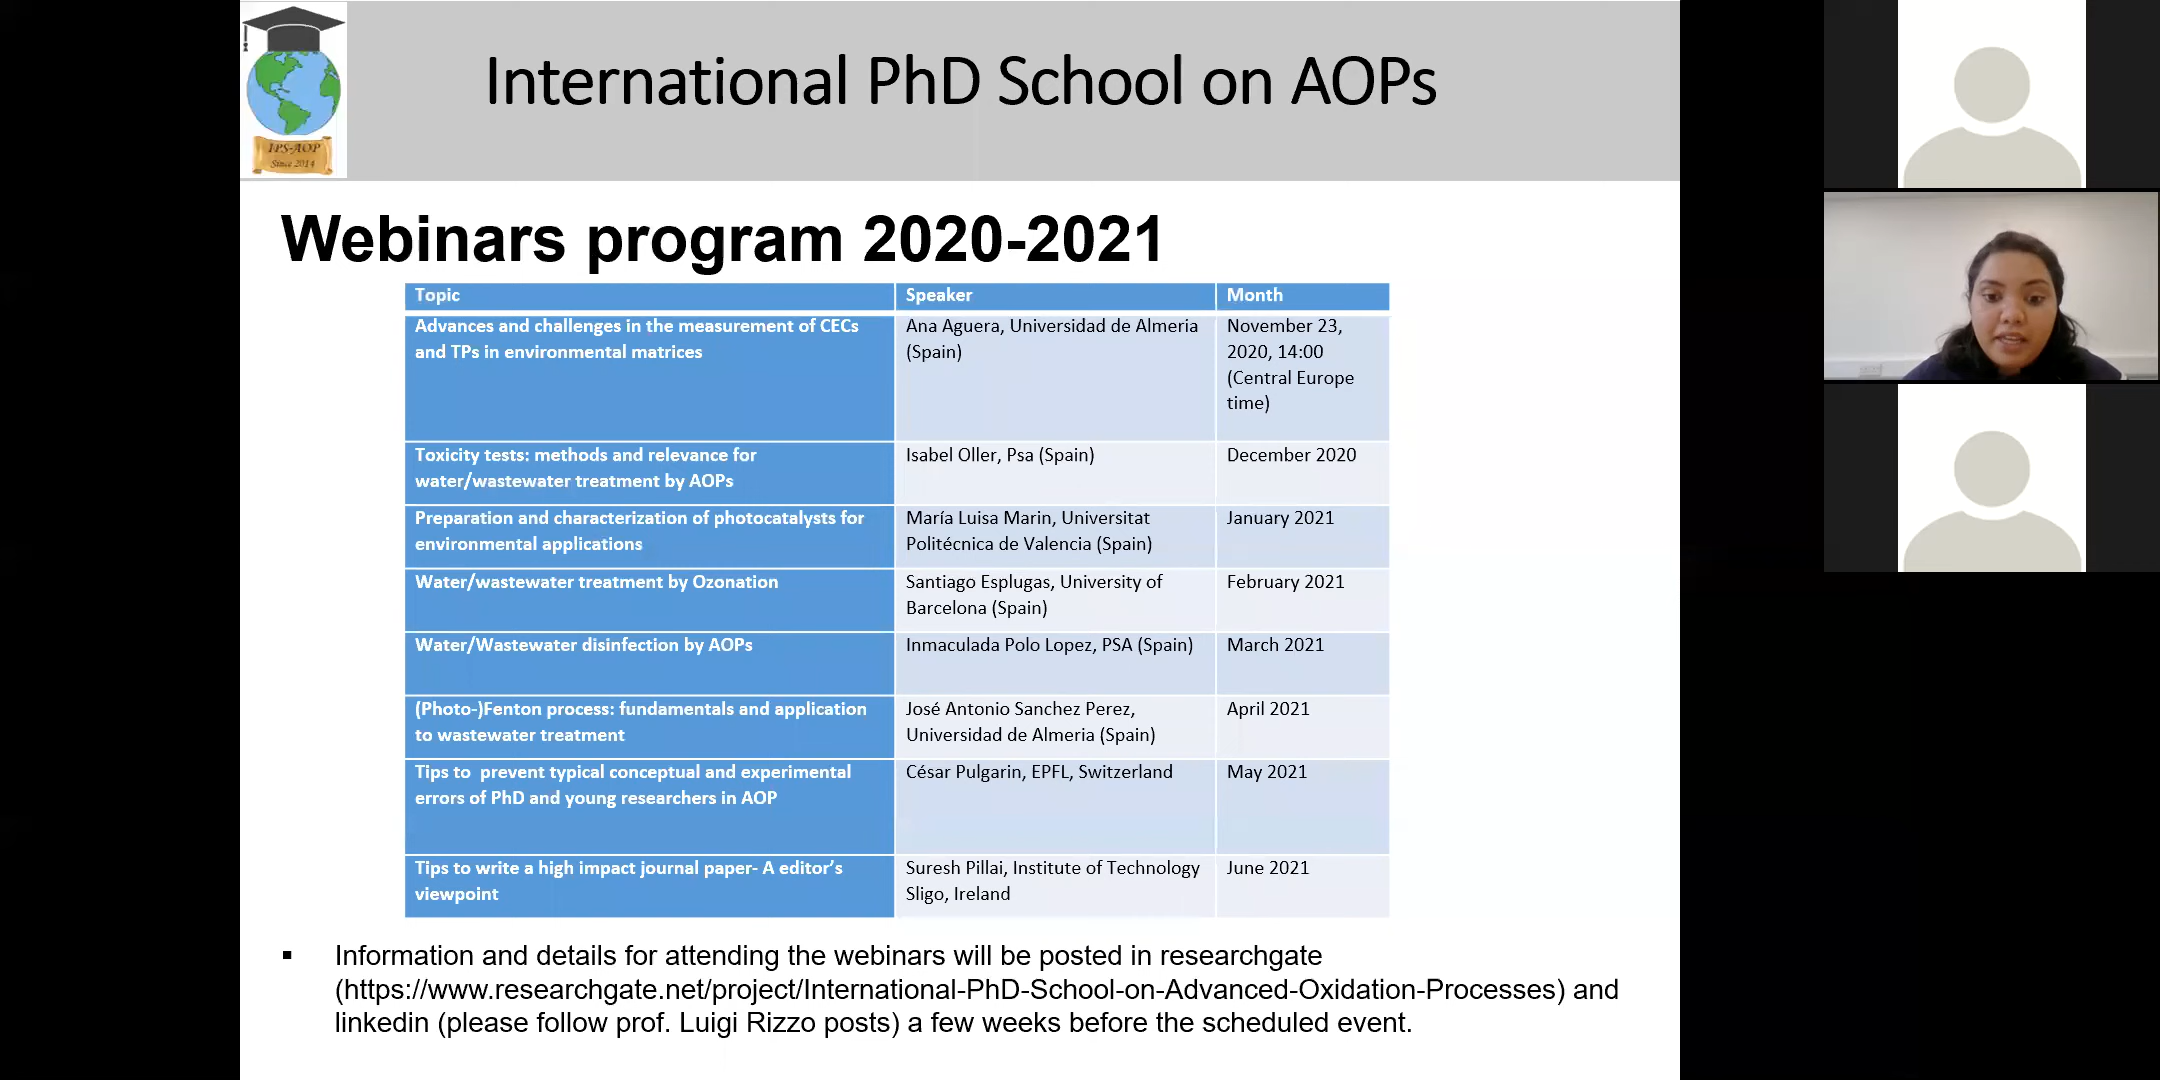 International PhD School on AOPs
IPS-AOP
Since 2014
Webinars program 2020-2021
Topic
Speaker
Month
Advances and challenges in the measurement of CECs
and TPs in environmental matrices
Ana Aguera, Universidad de Almeria
(Spain)
November 23,
2020, 14:00
(Central Europe
time)
Toxicity tests: methods and relevance for
water/wastewater treatment by AOPs
Isabel Oller, Psa (Spain)
December 2020
Preparation and characterization of photocatalysts for
environmental applications
María Luisa Marin, Universitat
Politécnica de Valencia (Spain)
January 2021
Water/wastewater treatment by Ozonation
Santiago Esplugas, University of
Barcelona (Spain)
February 2021
Water/Wastewater disinfection by AOPs
Inmaculada Polo Lopez, PSA (Spain)
March 2021
(Photo-)Fenton process: fundamentals and application
to wastewater treatment
José Antonio Sanchez Perez,
Universidad de Almeria (Spain)
April 2021
Tips to  prevent typical conceptual and experimental
errors of PhD and young researchers in AOP
César Pulgarin, EPFL, Switzerland
May 2021
Tips to write a high impact journal paper- A editor’s
viewpoint
Suresh Pillai, Institute of Technology
Sligo, Ireland
June 2021
▪ Information and details for attending the webinars will be posted in researchgate
(https://www.researchgate.net/project/International-PhD-School-on-Advanced-Oxidation-Processes) and
linkedin (please follow prof. Luigi Rizzo posts) a few weeks before the scheduled event.